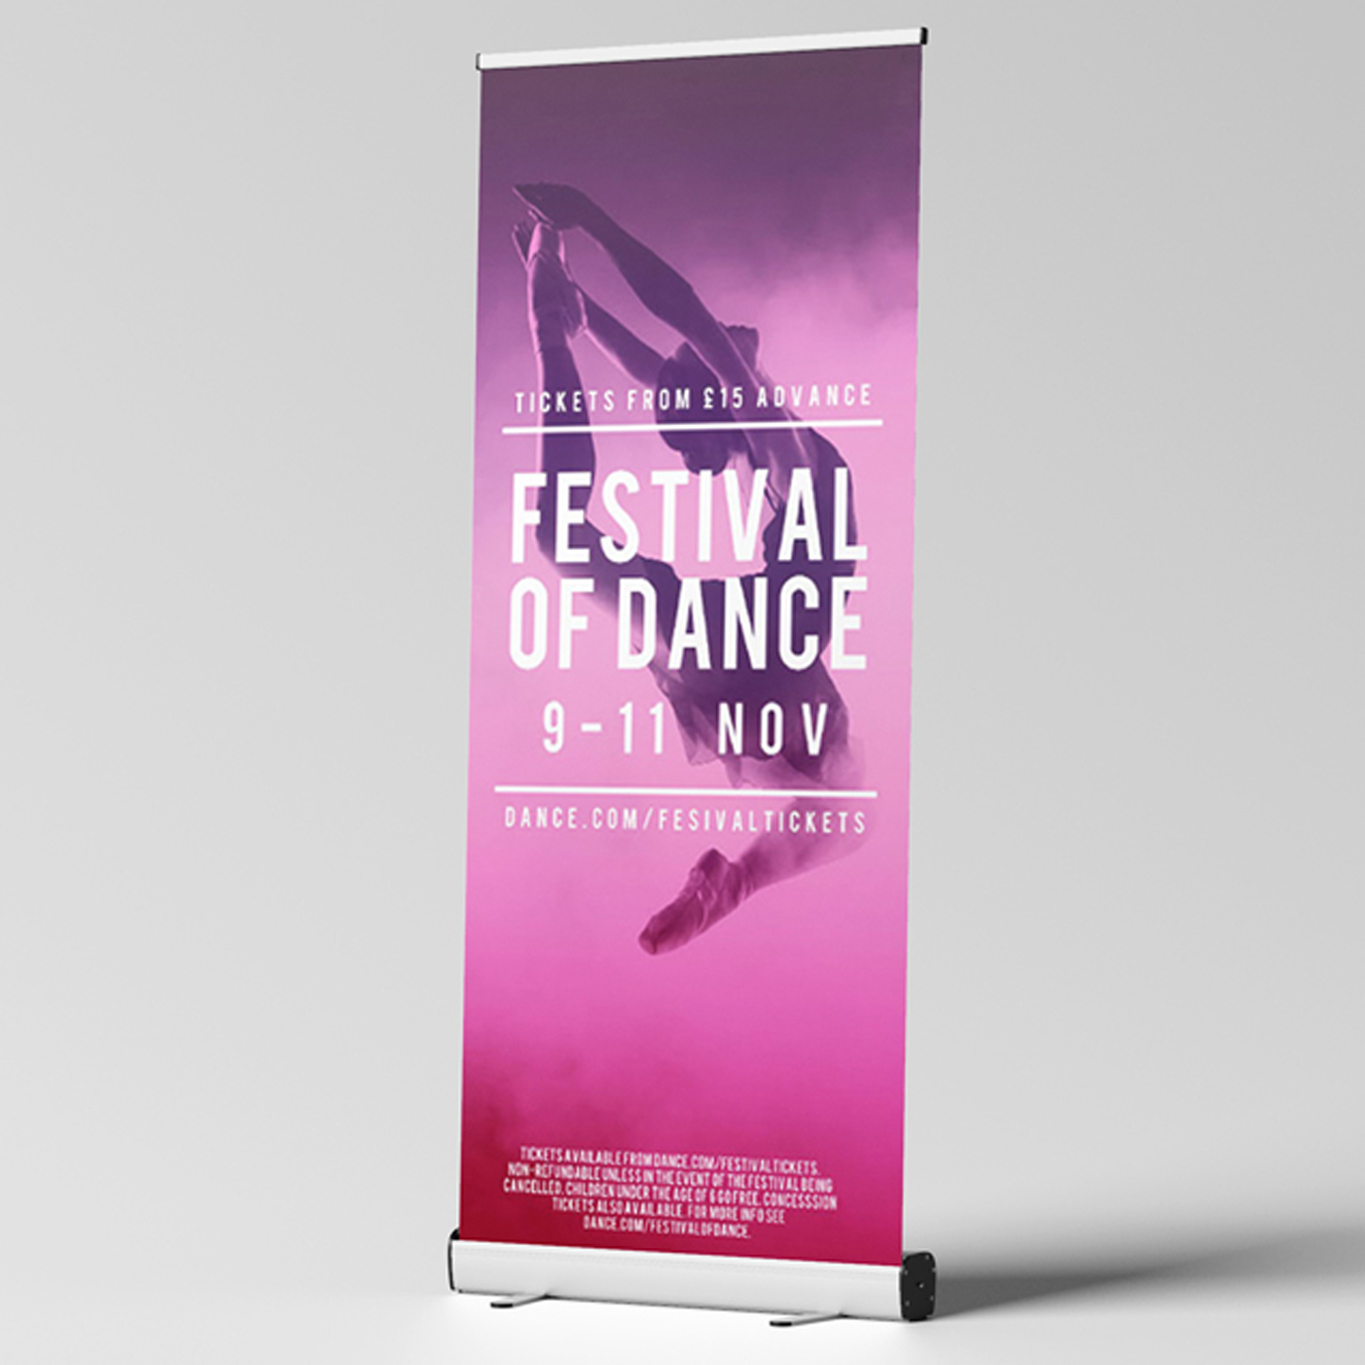 TICKETS FROM £15 ADVANCE
FESTIVAL
OF DANCE
9-11 NOV
DANCE.COM/FESIVALTICKETS
TICKETS AVAILABLE FROM DANCE.COM/FESTIVALTICKETS.
NON-REFUNDABLE UNLESS IN THE EVENT OF THE FESTIVAL BEING
CANCELLED. CHILDREN UNDER THE AGE OF 6 GO FREE. CONCESSSION
TICKETS ALSO AVAILABLE. FOR MORE INFO SEE
DANCE.COM/FESTIVALOFDANCE.